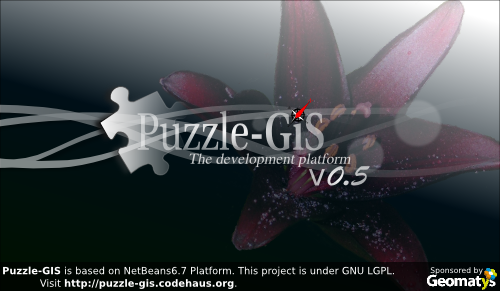 Puzzle-GiS
The development platform
v0.5
Puzzle-GIS is based on NetBeans6.7 Platform. This project is under GNU LGPL.
Visit http://puzzle-gis.codehaus.org.
Sponsored by
Geomatys